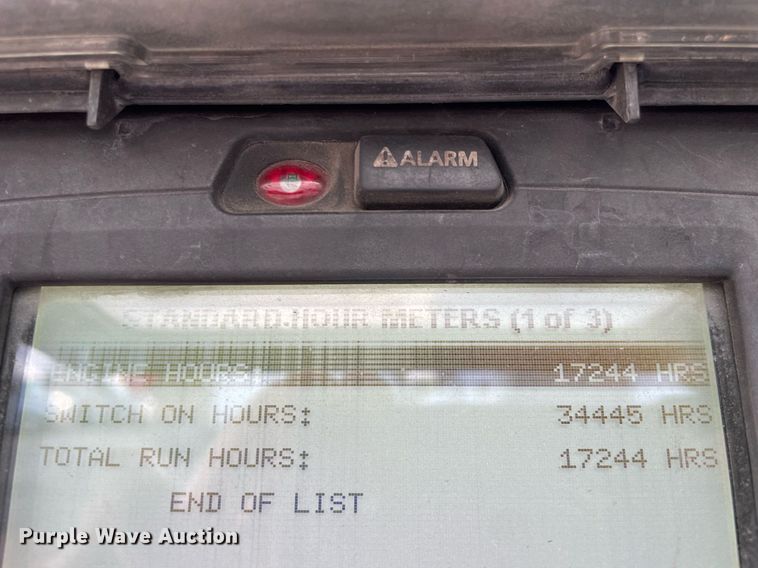 ALARM
STANDARD HOUR METERS (1 of 3)
ENGINE HOURS: 17244 HRS
SWITCH ON HOURS: 34445 HRS
TOTAL RUN HOURS: 17244 HRS
END OF LIST
Purple Wave Auction